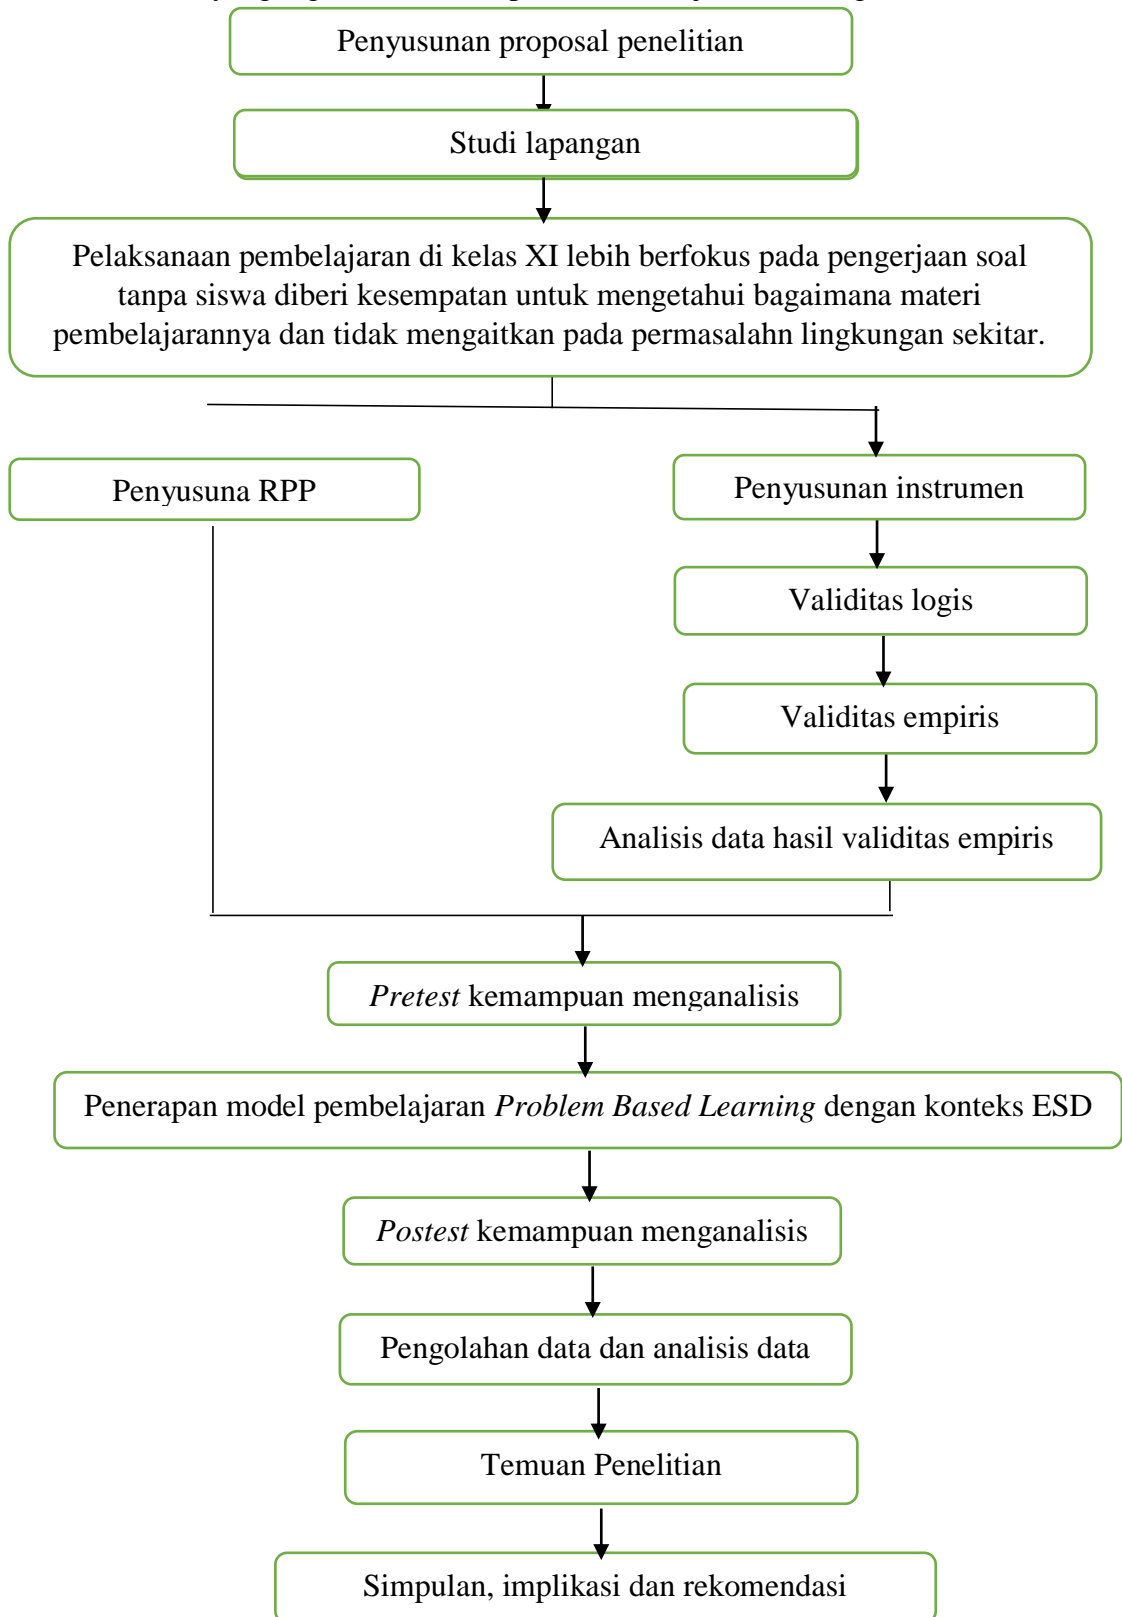 Penyusunan proposal penelitian
Studi lapangan
Pelaksanaan pembelajaran di kelas XI lebih berfokus pada pengerjaan soal
tanpa siswa diberi kesempatan untuk mengetahui bagaimana materi
pembelajarannya dan tidak mengaitkan pada permasalahn lingkungan sekitar.
Penyusuna RPP
Penyusunan instrumen
Validitas logis
Validitas empiris
Analisis data hasil validitas empiris
Pretest kemampuan menganalisis
Penerapan model pembelajaran Problem Based Learning dengan konteks ESD
Postest kemampuan menganalisis
Pengolahan data dan analisis data
Temuan Penelitian
Simpulan, implikasi dan rekomendasi